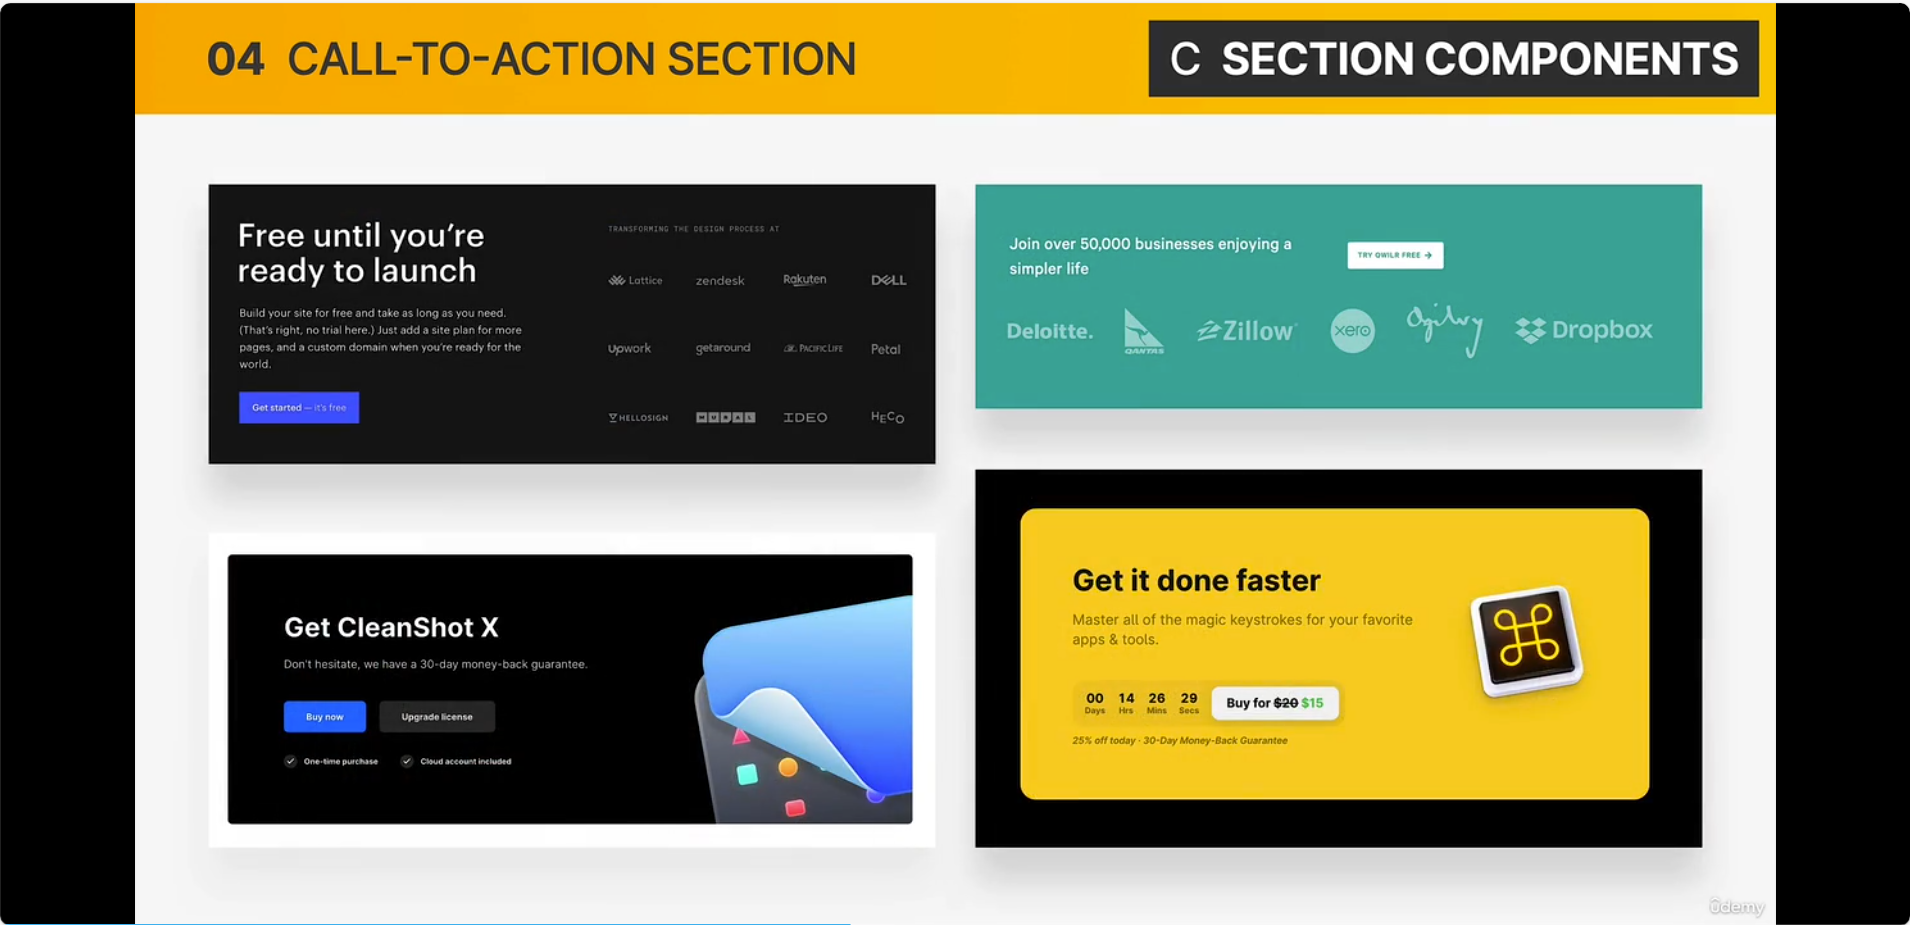 04 CALL-TO-ACTION SECTION
C SECTION COMPONENTS
Free until you're
ready to launch
Build your site for free and take as long as you need.
(That's right, no trial here.) Just add a site plan for more
pages, and a custom domain when you're ready for the
world.
Get started — it's free
TRANSFORMING THE DESIGN PROCESS AT
Lattice zendesk Rakuten DELL
Upwork getaround PACIFIC LIFE Petal
HELLOSIGN MURAL IDEO HECO
Join over 50,000 businesses enjoying a
simpler life
TRY QWILR FREE →
Deloitte. QANTAS Zillow xero Ogilvy Dropbox
Get CleanShot X
Don't hesitate, we have a 30-day money-back guarantee.
Buy now Upgrade license
One-time purchase Cloud account included
Get it done faster
Master all of the magic keystrokes for your favorite
apps & tools.
00 14 26 29
Days Hrs Mins Secs
Buy for $20 $15
25% off today · 30-Day Money-Back Guarantee
⌘
ûdemy